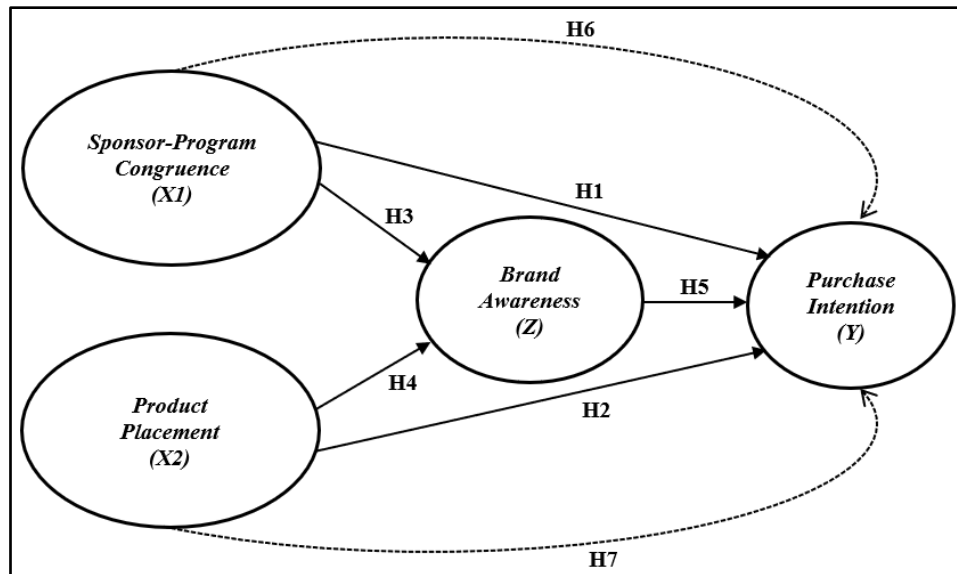 H6
Sponsor-Program
Congruence
(X1)
H1
H3
Brand
Awareness
(Z)
H5
Purchase
Intention
(Y)
H4
H2
Product
Placement
(X2)
H7